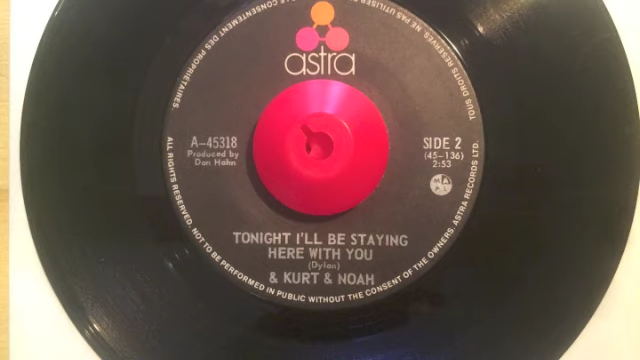 astra
A-45318
Produced by
Don Hahn
SIDE 2
(45-136)
2:53
TONIGHT I'LL BE STAYING
HERE WITH YOU
(Dylan)
& KURT & NOAH
ALL RIGHTS RESERVED. NOT TO BE PERFORMED IN PUBLIC WITHOUT THE CONSENT OF THE OWNERS. ASTRA RECORDS LTD.
TOUS DROITS RESERVES. NE PAS UTILISER
LE CONSENTEMENT DES PROPRIETAIRES.